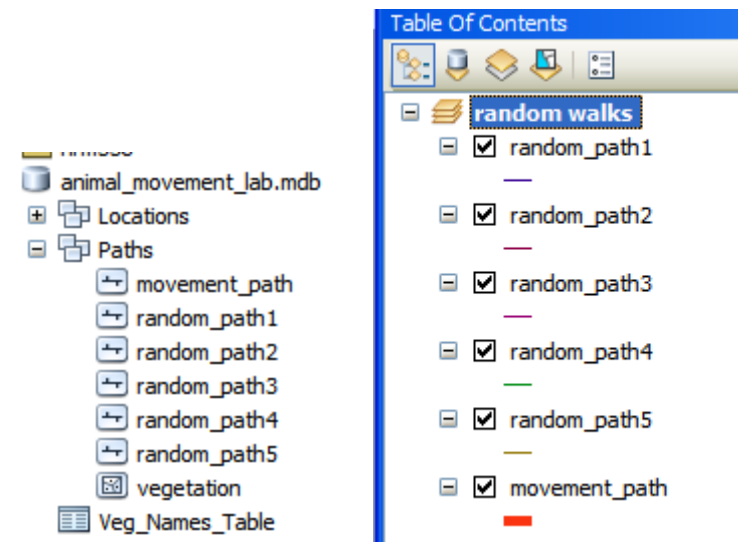 animal_movement_lab.mdb
Locations
Paths
movement_path
random_path1
random_path2
random_path3
random_path4
random_path5
vegetation
Veg_Names_Table
Table Of Contents
random walks
random_path1
random_path2
random_path3
random_path4
random_path5
movement_path